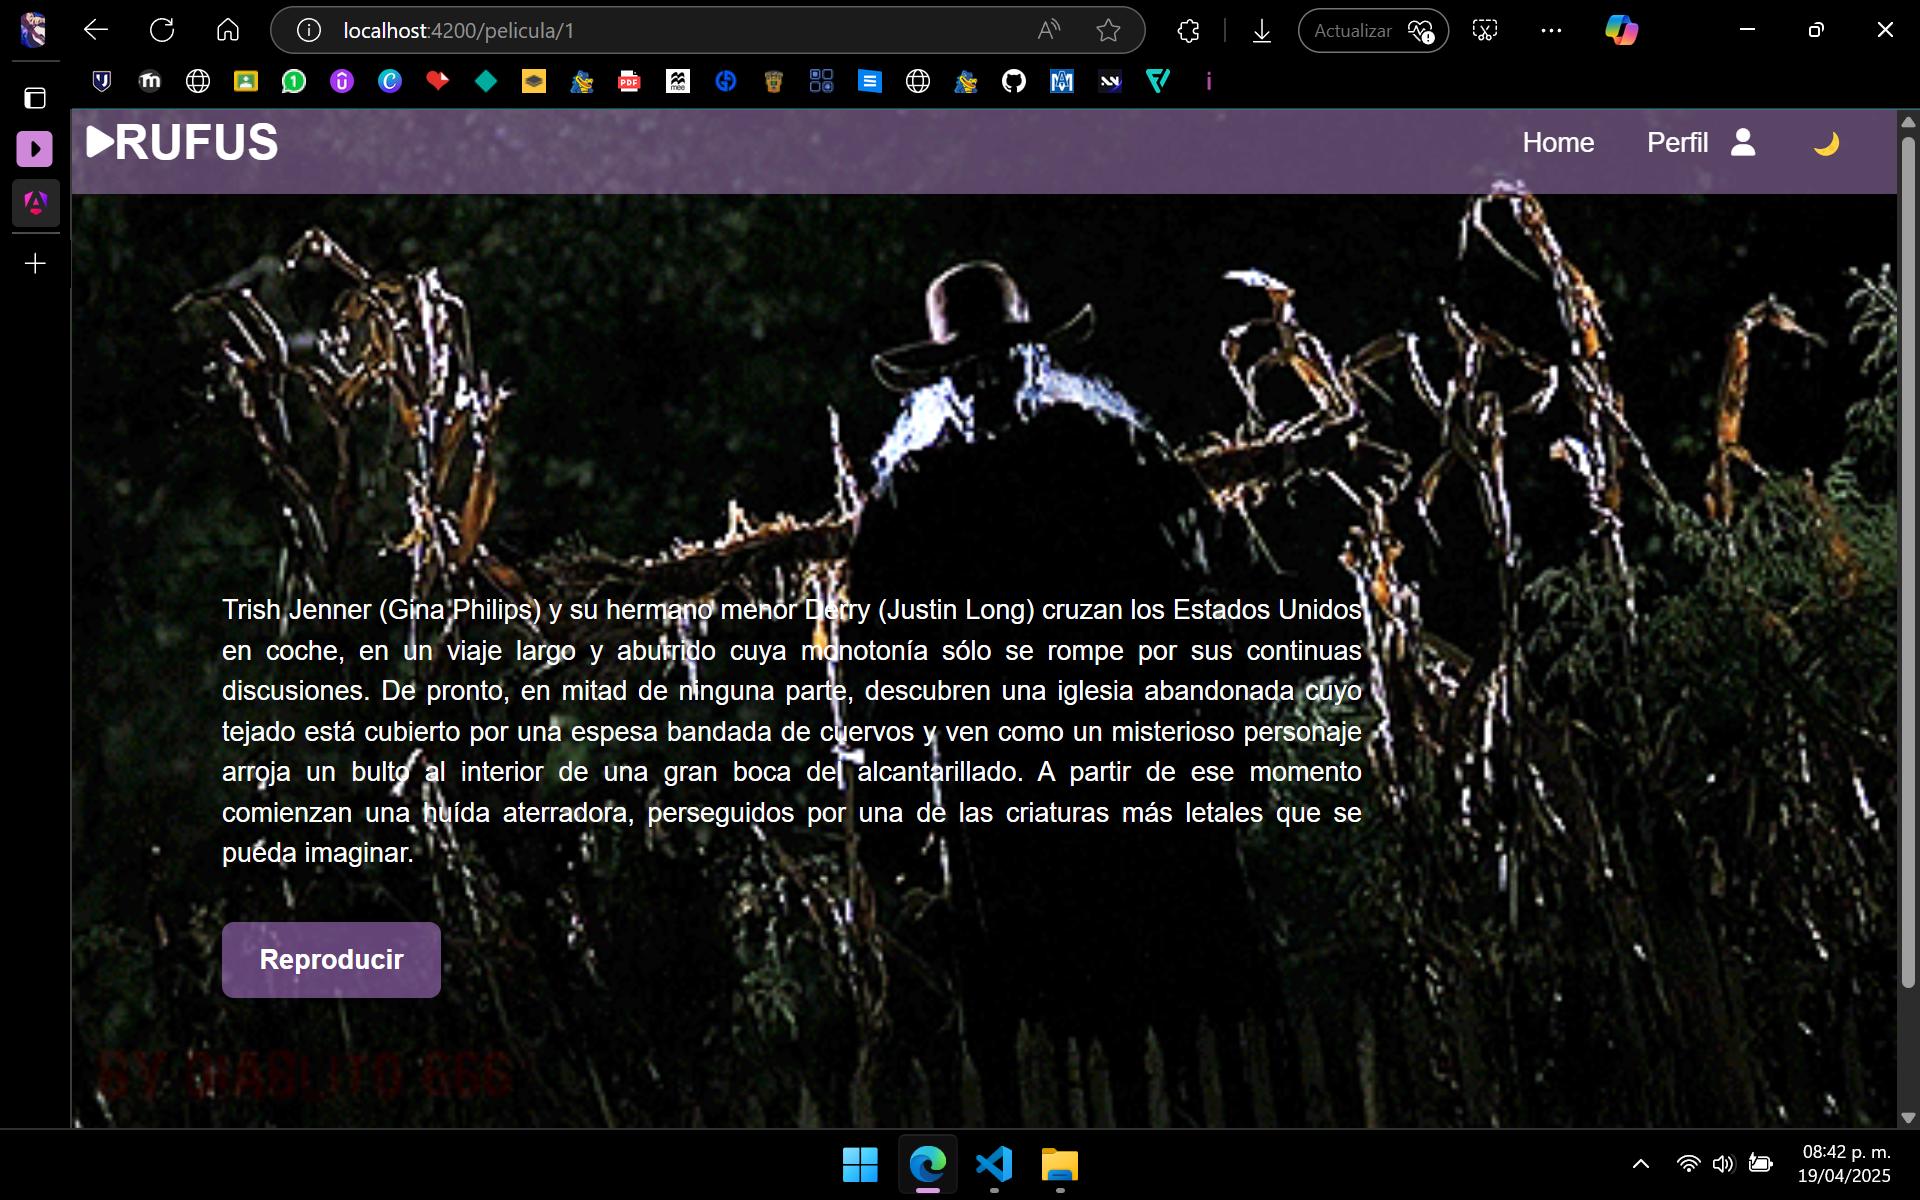 localhost:4200/pelicula/1
Actualizar
RUFUS
Home
Perfil
Trish Jenner (Gina Philips) y su hermano menor Derry (Justin Long) cruzan los Estados Unidos
en coche, en un viaje largo y aburrido cuya monotonía sólo se rompe por sus continuas
discusiones. De pronto, en mitad de ninguna parte, descubren una iglesia abandonada cuyo
tejado está cubierto por una espesa bandada de cuervos y ven como un misterioso personaje
arroja un bulto al interior de una gran boca del alcantarillado. A partir de ese momento
comienzan una huída aterradora, perseguidos por una de las criaturas más letales que se
pueda imaginar.
Reproducir
BY DIABLITO 666
08:42 p. m.
19/04/2025